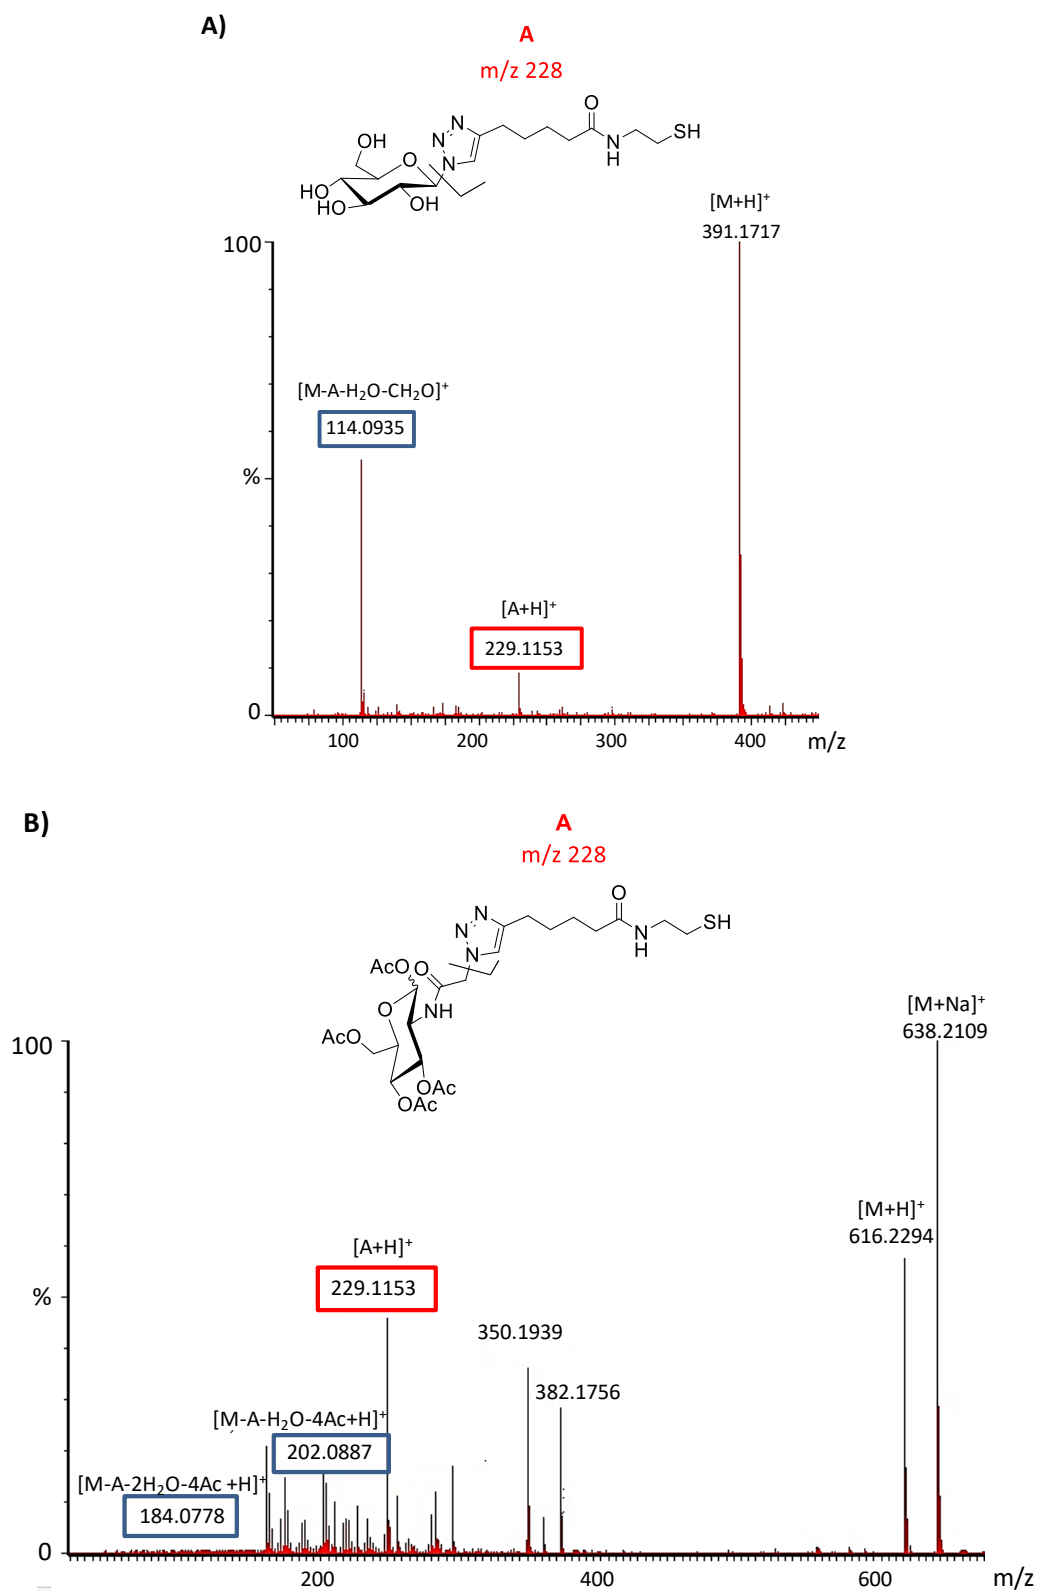 A)
A
m/z 228
O
N
N
N
N
H
SH
OH
O
HO
HO
OH
[M+H]+
391.1717
100
[M-A-H2O-CH2O]+
114.0935
%
[A+H]+
229.1153
0
100
200
300
400
m/z
B)
A
m/z 228
O
N
N
N
N
H
SH
AcO
O
O
NH
AcO
OAc
OAc
[M+Na]+
638.2109
100
[M+H]+
616.2294
[A+H]+
229.1153
%
350.1939
382.1756
[M-A-H2O-4Ac+H]+
202.0887
[M-A-2H2O-4Ac +H]+
184.0778
0
200
400
600
m/z